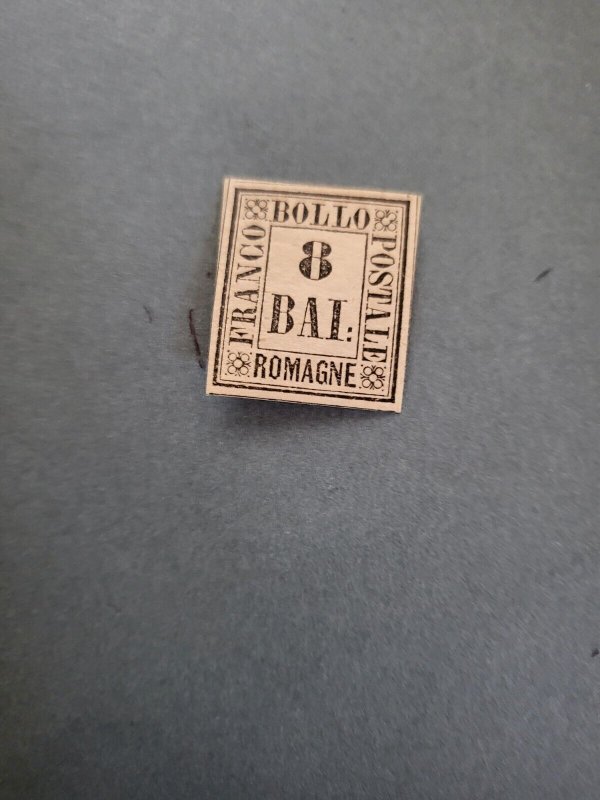 FRANCO
BOLLO
POSTALE
8
BAI:
ROMAGNE